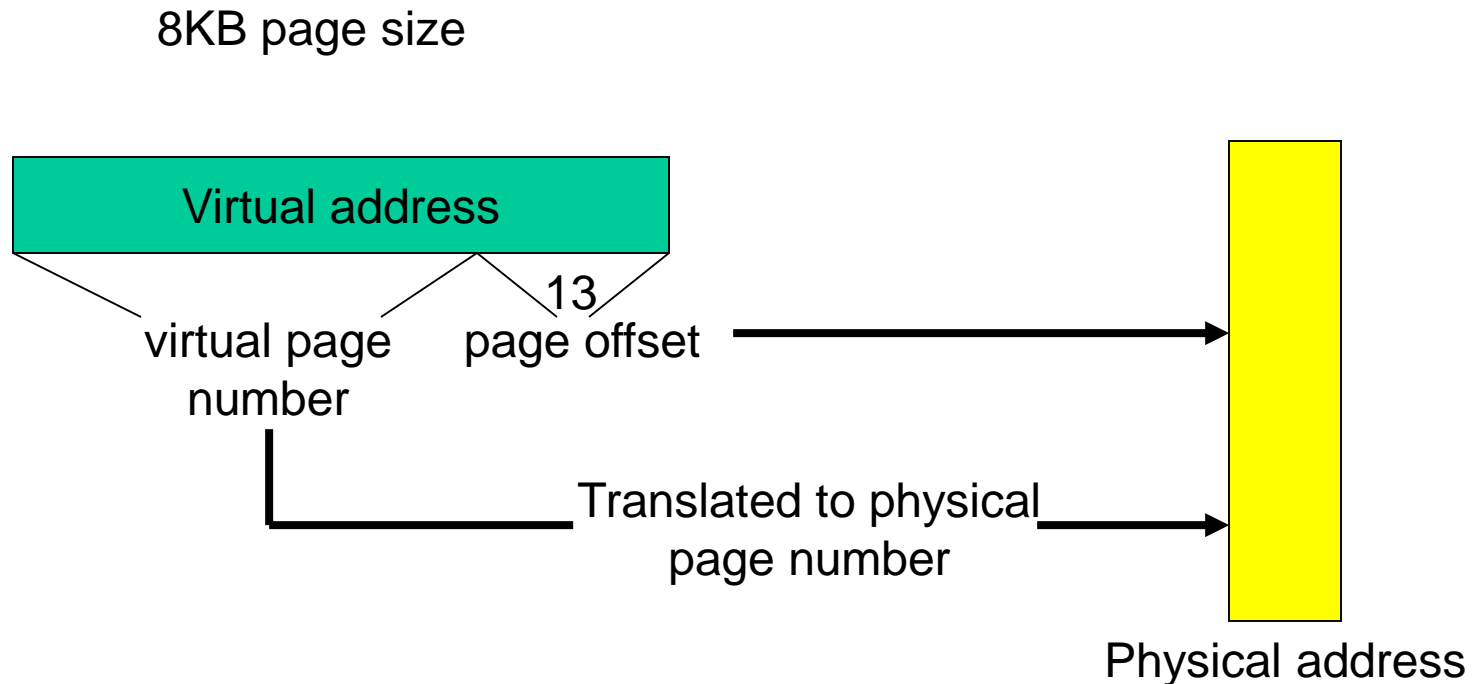 8KB page size
Virtual address
13
virtual page
number
page offset
Translated to physical
page number
Physical address